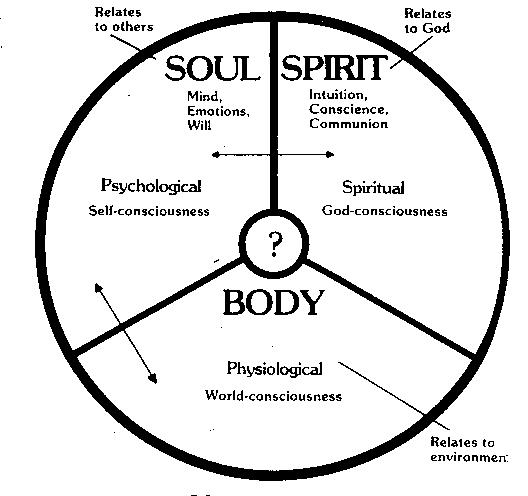 Relates
to others
Relates
to God
SOUL
SPIRIT
Mind,
Emotions,
Will
Intuition,
Conscience,
Communion
Psychological
Self-consciousness
Spiritual
God-consciousness
?
BODY
Physiological
World-consciousness
Relates to
environmen